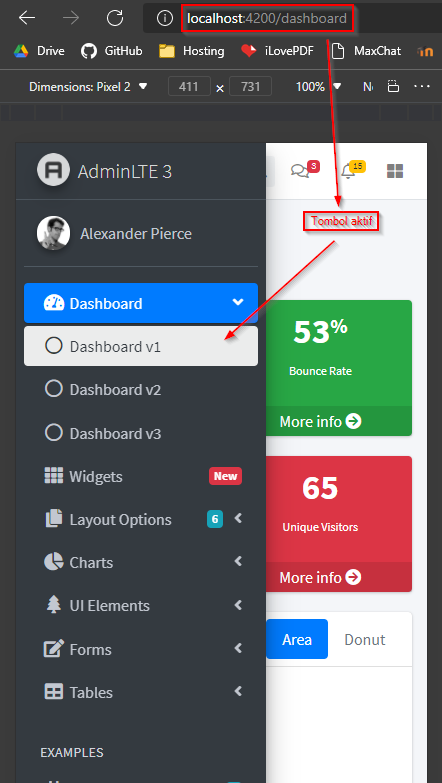 localhost:4200/dashboard
Drive GitHub Hosting iLovePDF MaxChat in
Dimensions: Pixel 2 411 × 731 100%
AdminLTE 3 3 15
Alexander Pierce
Tombol aktif
Dashboard
Dashboard v1
Dashboard v2
Dashboard v3
Widgets New
Layout Options 6
Charts
UI Elements
Forms
Tables
EXAMPLES
53%
Bounce Rate
More info
65
Unique Visitors
More info
Area Donut